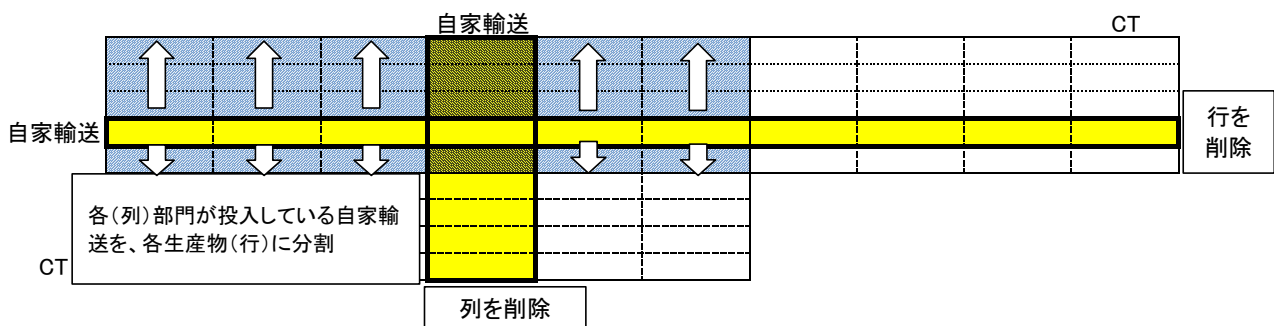 自家輸送
CT
自家輸送
行を
削除
各(列)部門が投入している自家輸
送を、各生産物(行)に分割
CT
列を削除